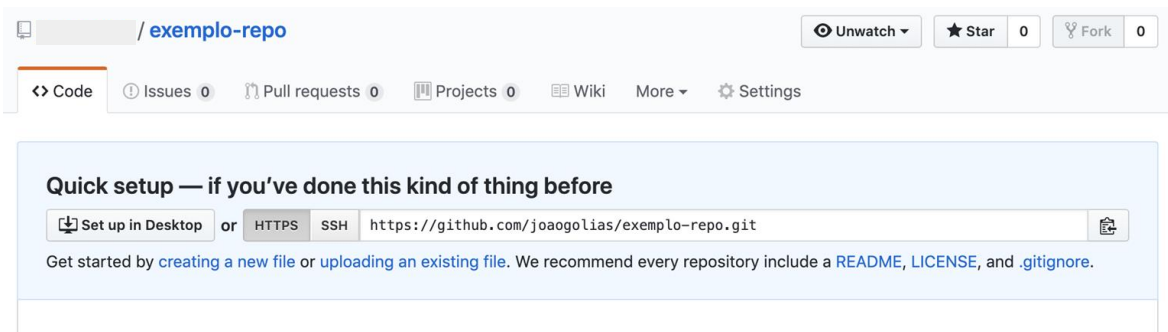 / exemplo-repo
Unwatch Star 0 Fork 0
Code Issues 0 Pull requests 0 Projects 0 Wiki More Settings
Quick setup — if you’ve done this kind of thing before
Set up in Desktop or HTTPS SSH https://github.com/joaogolias/exemplo-repo.git
Get started by creating a new file or uploading an existing file. We recommend every repository include a README, LICENSE, and .gitignore.